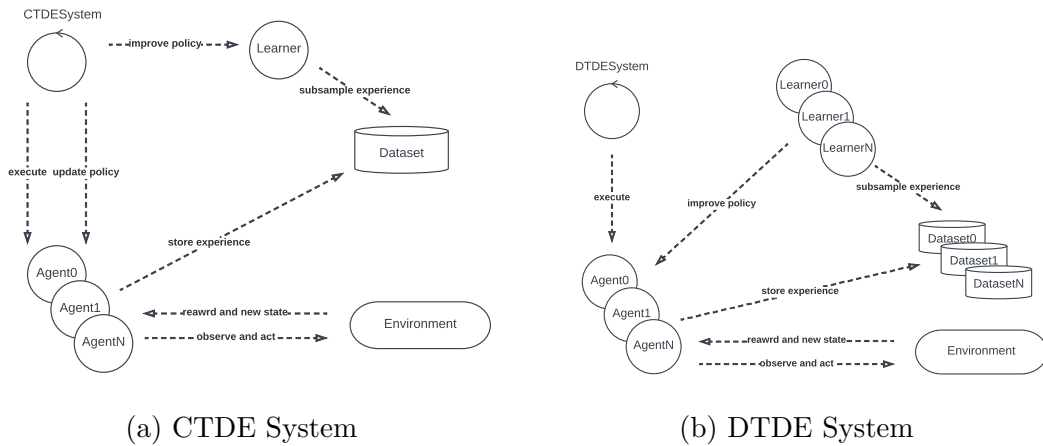 CTDESystem
improve policy
Learner
subsample experience
Dataset
execute
update policy
store experience
Agent0
Agent1
AgentN
reawrd and new state
observe and act
Environment
(a) CTDE System
DTDESystem
Learner0
Learner1
LearnerN
subsample experience
execute
improve policy
Dataset0
Dataset1
DatasetN
Agent0
Agent1
AgentN
store experience
reawrd and new state
observe and act
Environment
(b) DTDE System